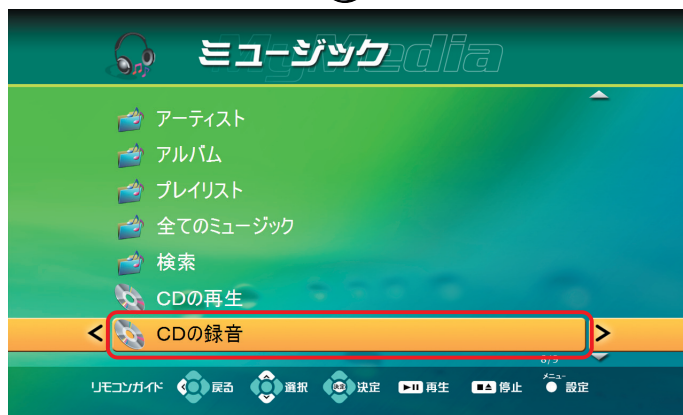 ミュージック
MyMedia
アーティスト
アルバム
プレイリスト
全てのミュージック
検索
CDの再生
CDの録音
リモコンガイド 戻る 選択 決定 決定 再生 停止 メニュー 設定